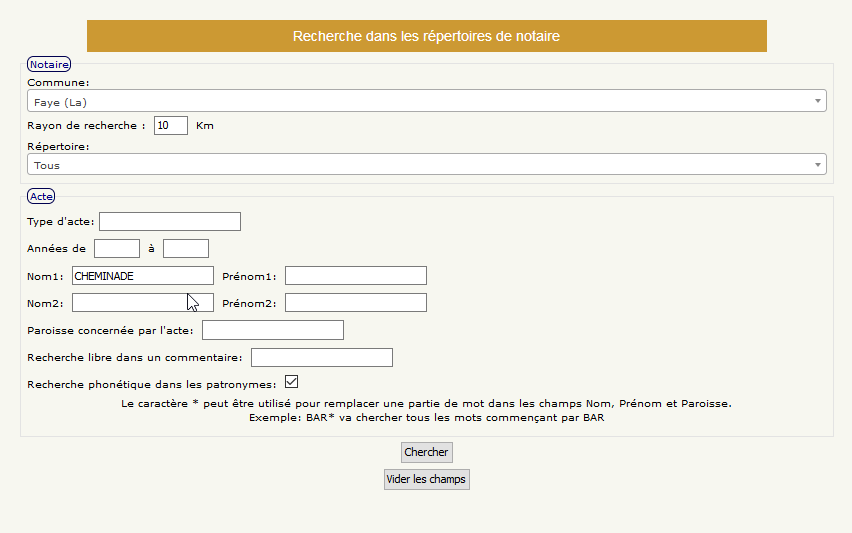 Recherche dans les répertoires de notaire
Notaire
Commune:
Faye (La)
Rayon de recherche : 10 Km
Répertoire:
Tous
Acte
Type d'acte:
Années de à
Nom1: CHEMINADE Prénom1:
Nom2: Prénom2:
Paroisse concernée par l'acte:
Recherche libre dans un commentaire:
Recherche phonétique dans les patronymes:
Le caractère * peut être utilisé pour remplacer une partie de mot dans les champs Nom, Prénom et Paroisse.
Exemple: BAR* va chercher tous les mots commençant par BAR
Chercher
Vider les champs